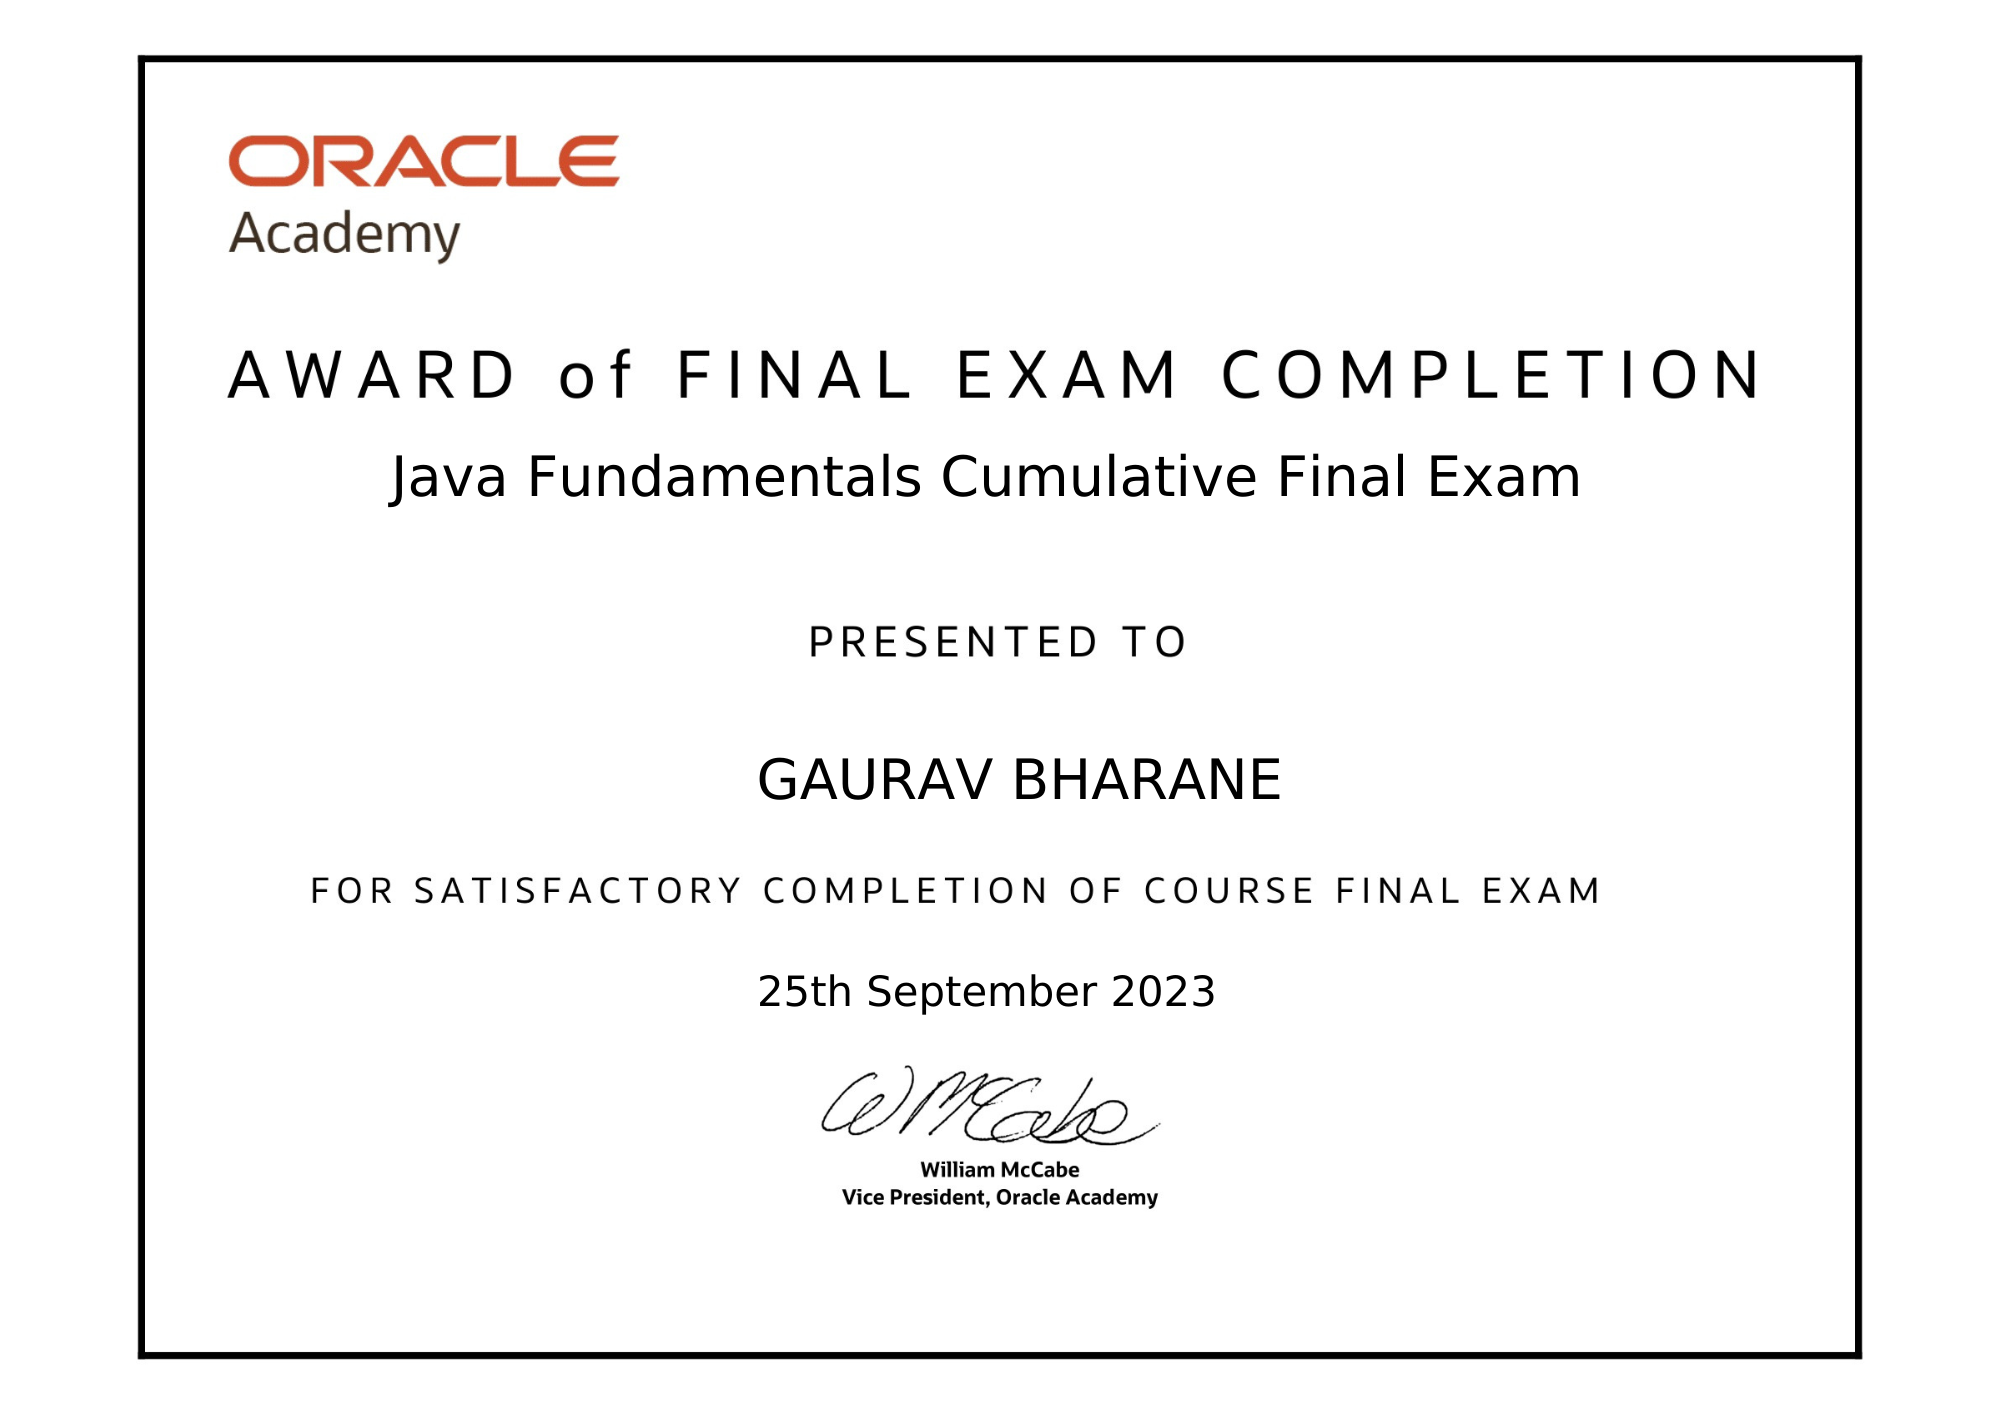 ORACLE
Academy
AWARD of FINAL EXAM COMPLETION
Java Fundamentals Cumulative Final Exam
PRESENTED TO
GAURAV BHARANE
FOR SATISFACTORY COMPLETION OF COURSE FINAL EXAM
25th September 2023
W McCabe
William McCabe
Vice President, Oracle Academy